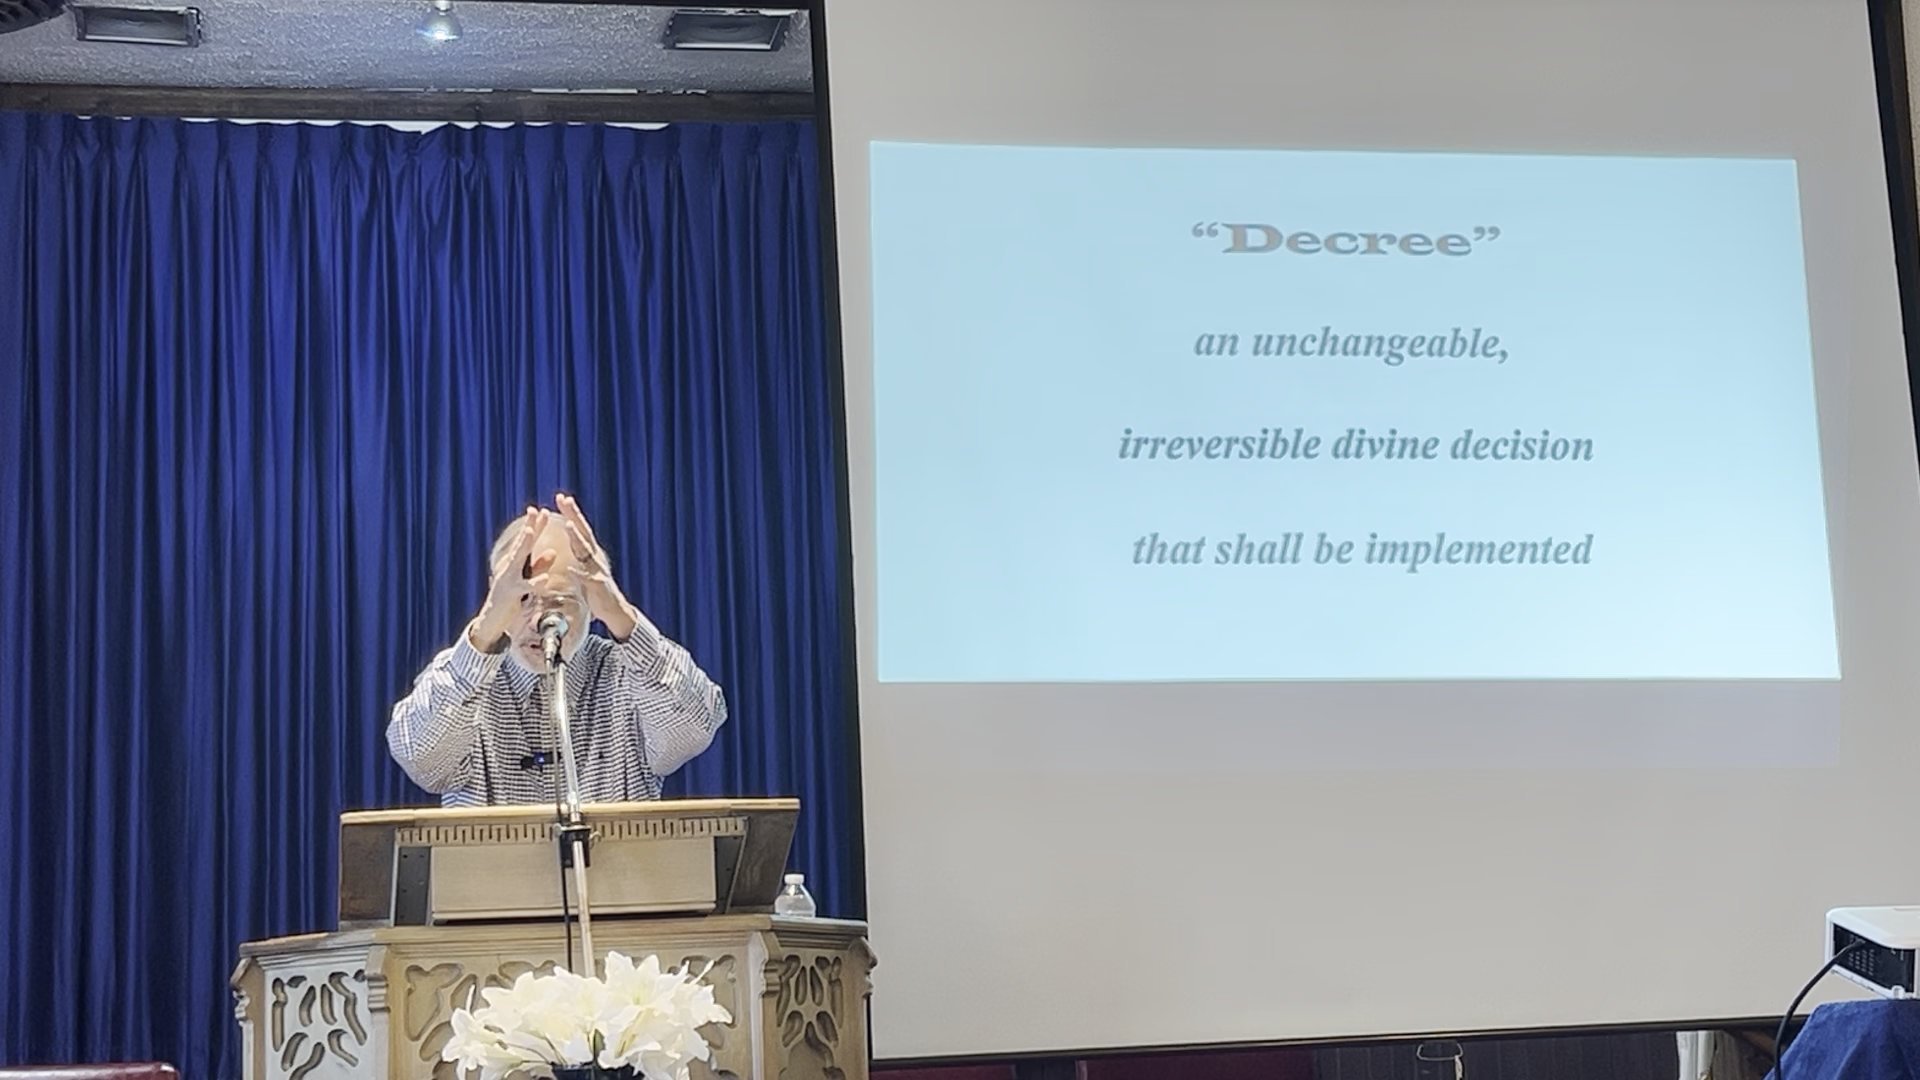 “Decree”
an unchangeable,
irreversible divine decision
that shall be implemented